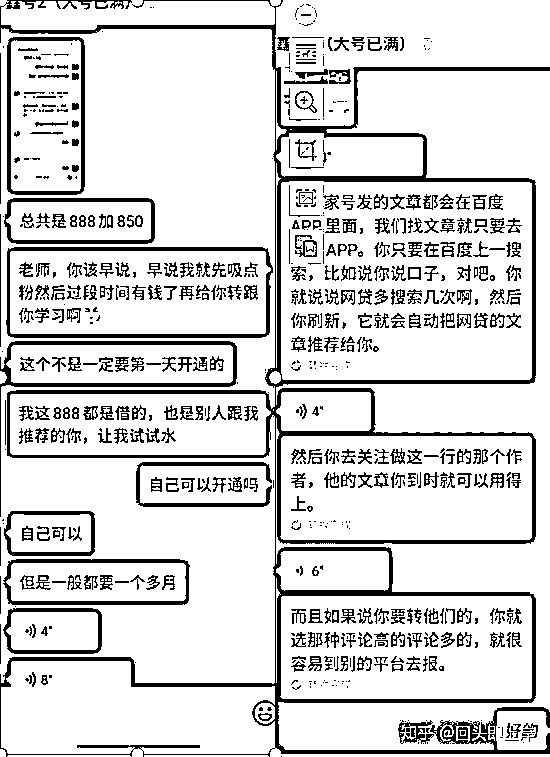 号2（大号已满）
总共是888加850
老师，你该早说，早说我就先吸点
粉然后过段时间有钱了再给你转跟
你学习啊
这个不是一定要第一天开通的
我这888都是借的，也是别人跟我
推荐的你，让我试试水
自己可以开通吗
自己可以
但是一般都要一个多月
4"
8"
（大号已满）
家号发的文章都会在百度
APP里面，我们找文章就只要去
APP。你只要在百度上一搜
索，比如说你说口子，对吧。你
就说说网贷多搜索几次啊，然后
你刷新，它就会自动把网贷的文
章推荐给你。
4"
然后你去关注做这一行的那个作
者，他的文章你到时就可以用得
上。
6"
而且如果说你要转他们的，你就
选那种评论高的评论多的，就很
容易到别的平台去报。
好的
知乎 @回头